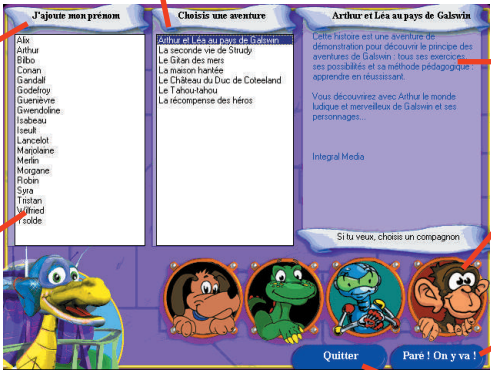 J'ajoute mon prénom
Alix
Arthur
Bilbo
Conan
Gandalf
Godefroy
Guenièvre
Gwendoline
Isabeau
Iseult
Lancelot
Marjolaine
Merlin
Morgane
Robin
Syra
Tristan
Wilfried
Ysolde
Choisis une aventure
Arthur et Léa au pays de Galswin
La seconde vie de Strudy
Le Gitan des mers
La maison hantée
Le Château du Duc de Coteeland
Le Tahou-tahou
La récompense des héros
Arthur et Léa au pays de Galswin
Cette histoire est une aventure de
démonstration pour découvrir le principe des
aventures de Galswin : tous ses exercices,
ses possibilités et sa méthode pédagogique :
apprendre en réussissant.
Vous découvrirez avec Arthur le monde
ludique et merveilleux de Galswin et ses
personnages...
Integral Media
Si tu veux, choisis un compagnon
Quitter
Paré ! On y va !